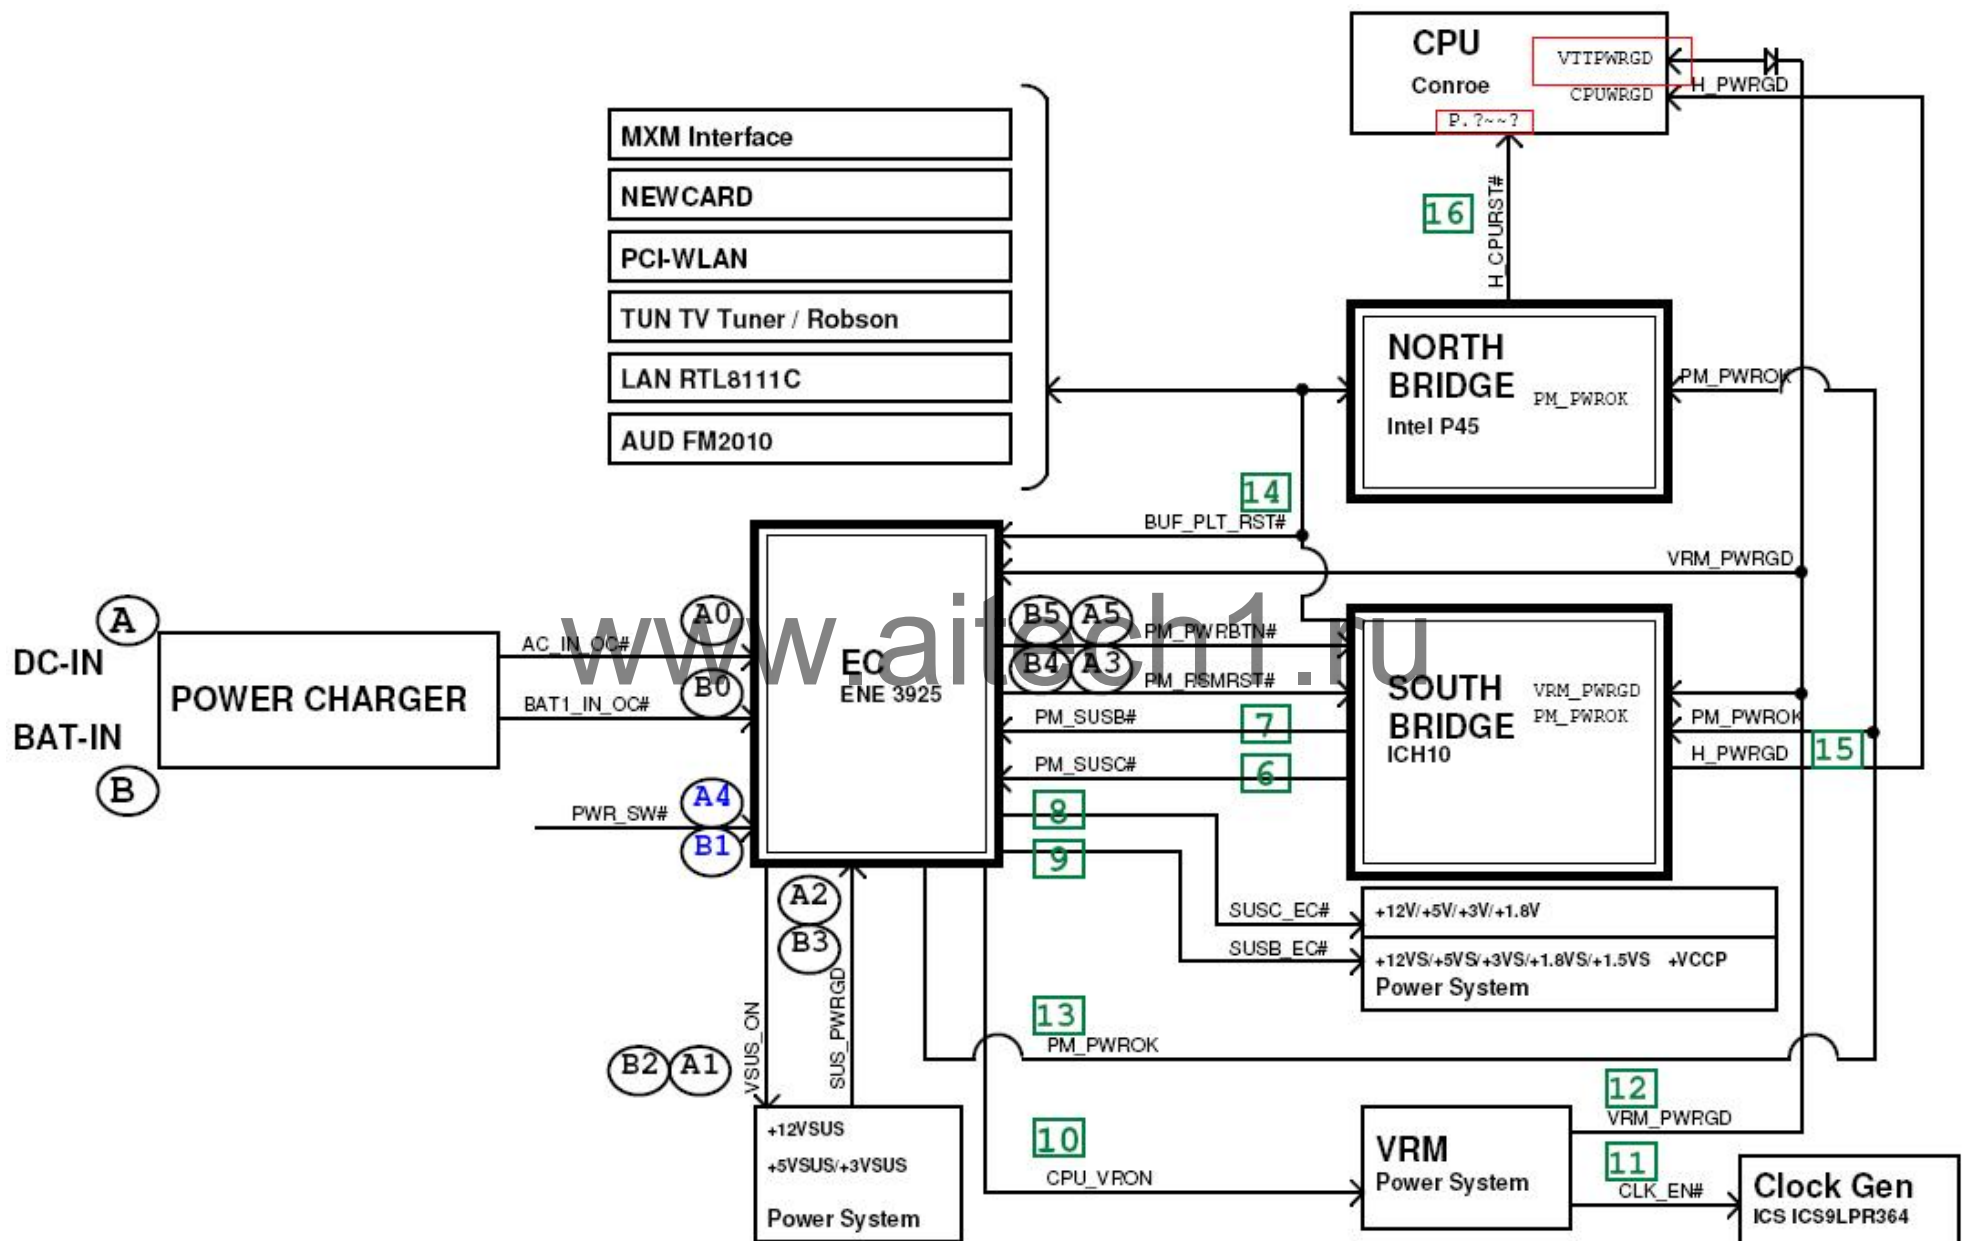 CPU
Conroe
VTTPWRGD
CPUWRGD
H_PWRGD
P.?~~?
16
H_CPURST#
MXM Interface
NEWCARD
PCI-WLAN
TUN TV Tuner / Robson
LAN RTL8111C
AUD FM2010
NORTH
BRIDGE
Intel P45
PM_PWROK
PM_PWROK
14
BUF_PLT_RST#
VRM_PWRGD
www.aitech1.ru
A
DC-IN
BAT-IN
B
POWER CHARGER
AC_IN_OC#
A0
BAT1_IN_OC#
B0
PWR_SW#
A4
B1
EC
ENE 3925
B5 A5
PM_PWRBTN#
B4 A3
PM_RSMRST#
PM_SUSB#
7
PM_SUSC#
6
8
9
SOUTH
BRIDGE
ICH10
VRM_PWRGD
PM_PWROK
PM_PWROK
H_PWRGD
15
SUSC_EC#
SUSB_EC#
+12V/+5V/+3V/+1.8V
+12VS/+5VS/+3VS/+1.8VS/+1.5VS +VCCP
Power System
A2
B3
VSUS_ON
SUS_PWRGD
B2 A1
+12VSUS
+5VSUS/+3VSUS
Power System
13
PM_PWROK
10
CPU_VRON
VRM
Power System
12
VRM_PWRGD
11
CLK_EN#
Clock Gen
ICS ICS9LPR364